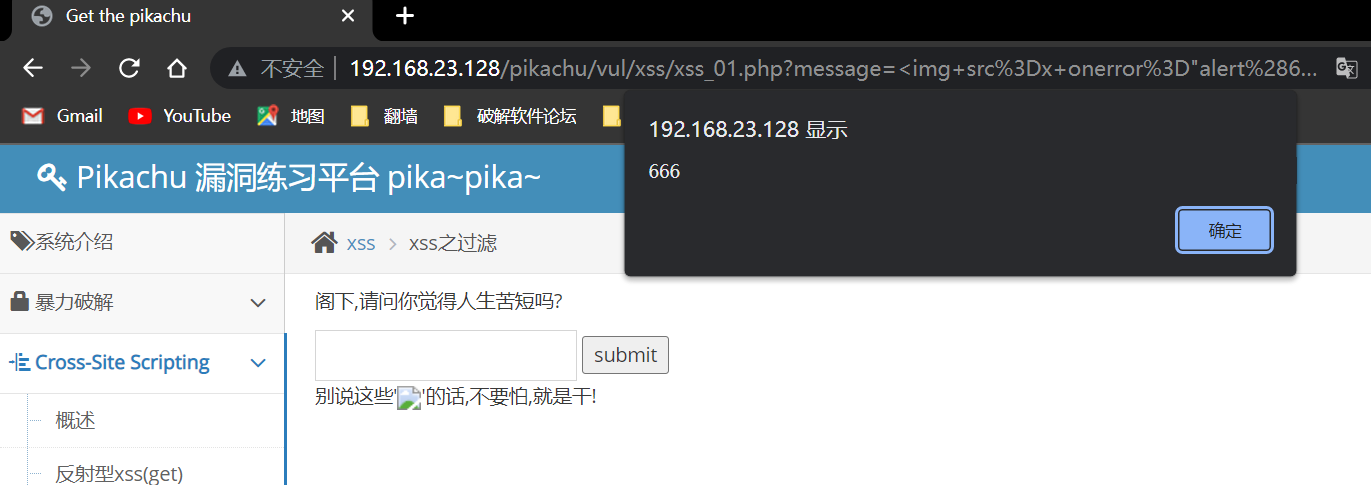 Get the pikachu
不安全 192.168.23.128/pikachu/vul/xss/xss_01.php?message=<img+src%3Dx+onerror%3D"alert%286...
Gmail YouTube 地图 翻墙 破解软件论坛
192.168.23.128 显示
666
确定
Pikachu 漏洞练习平台 pika~pika~
系统介绍
xss > xss之过滤
暴力破解
阁下,请问你觉得人生苦短吗?
submit
Cross-Site Scripting
别说这些''的话,不要怕,就是干!
概述
反射型xss(get)